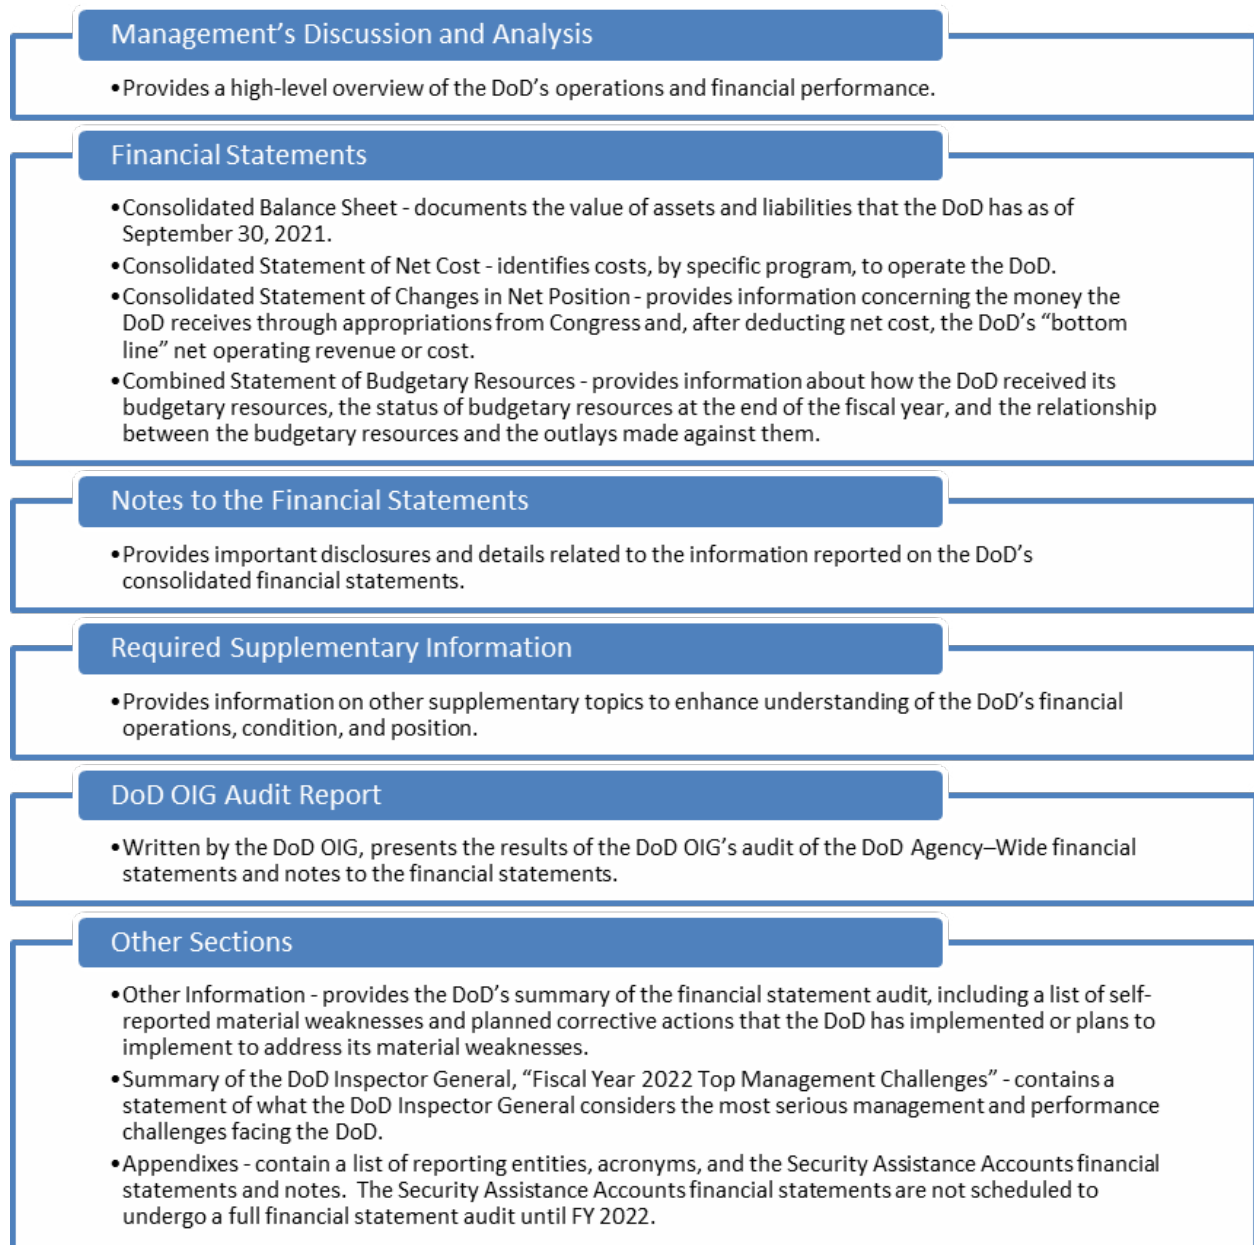 Management’s Discussion and Analysis
•Provides a high-level overview of the DoD’s operations and financial performance.
Financial Statements
•Consolidated Balance Sheet - documents the value of assets and liabilities that the DoD has as of
September 30, 2021.
•Consolidated Statement of Net Cost - identifies costs, by specific program, to operate the DoD.
•Consolidated Statement of Changes in Net Position - provides information concerning the money the
DoD receives through appropriations from Congress and, after deducting net cost, the DoD’s “bottom
line” net operating revenue or cost.
•Combined Statement of Budgetary Resources - provides information about how the DoD received its
budgetary resources, the status of budgetary resources at the end of the fiscal year, and the relationship
between the budgetary resources and the outlays made against them.
Notes to the Financial Statements
•Provides important disclosures and details related to the information reported on the DoD’s
consolidated financial statements.
Required Supplementary Information
•Provides information on other supplementary topics to enhance understanding of the DoD’s financial
operations, condition, and position.
DoD OIG Audit Report
•Written by the DoD OIG, presents the results of the DoD OIG’s audit of the DoD Agency–Wide financial
statements and notes to the financial statements.
Other Sections
•Other Information - provides the DoD’s summary of the financial statement audit, including a list of self-
reported material weaknesses and planned corrective actions that the DoD has implemented or plans to
implement to address its material weaknesses.
•Summary of the DoD Inspector General, “Fiscal Year 2022 Top Management Challenges” - contains a
statement of what the DoD Inspector General considers the most serious management and performance
challenges facing the DoD.
•Appendixes - contain a list of reporting entities, acronyms, and the Security Assistance Accounts financial
statements and notes.  The Security Assistance Accounts financial statements are not scheduled to
undergo a full financial statement audit until FY 2022.